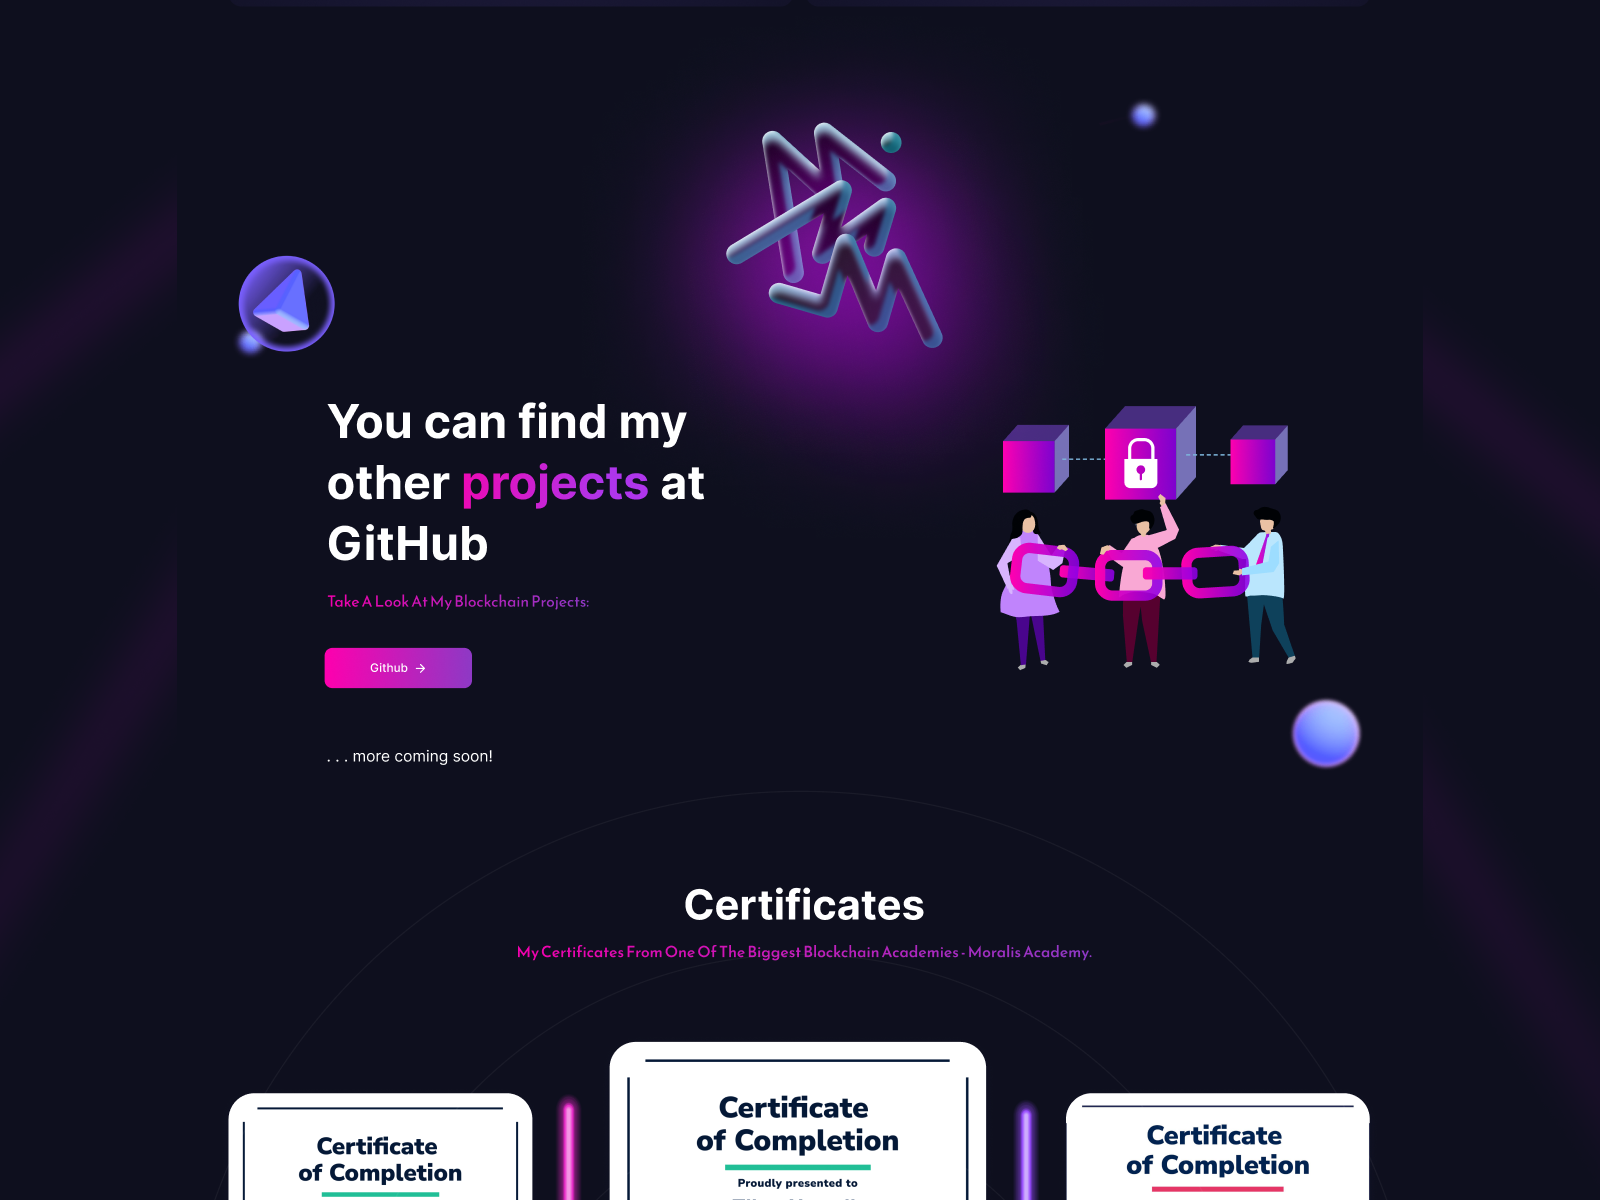 You can find my
other projects at
GitHub
Take A Look At My Blockchain Projects:
Github →
. . . more coming soon!
Certificates
My Certificates From One Of The Biggest Blockchain Academies - Moralis Academy.
Certificate
of Completion
Certificate
of Completion
Proudly presented to
Certificate
of Completion